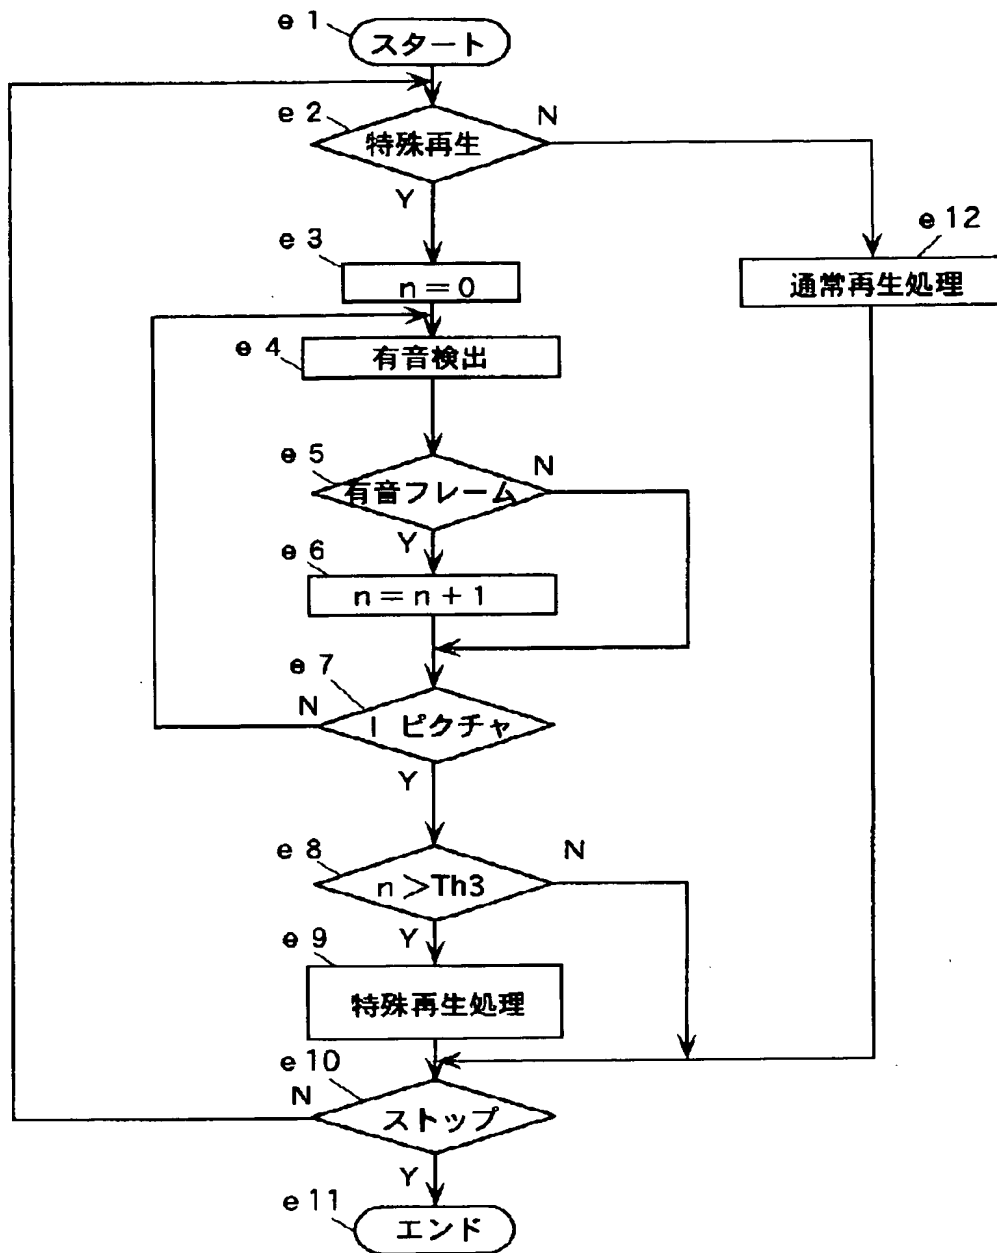 e1
スタート
e2
特殊再生
N
Y
e12
通常再生処理
e3
n=0
e4
有音検出
e5
有音フレーム
N
Y
e6
n=n+1
e7
N
I ピクチャ
Y
e8
n>Th3
N
Y
e9
特殊再生処理
e10
N
ストップ
Y
e11
エンド